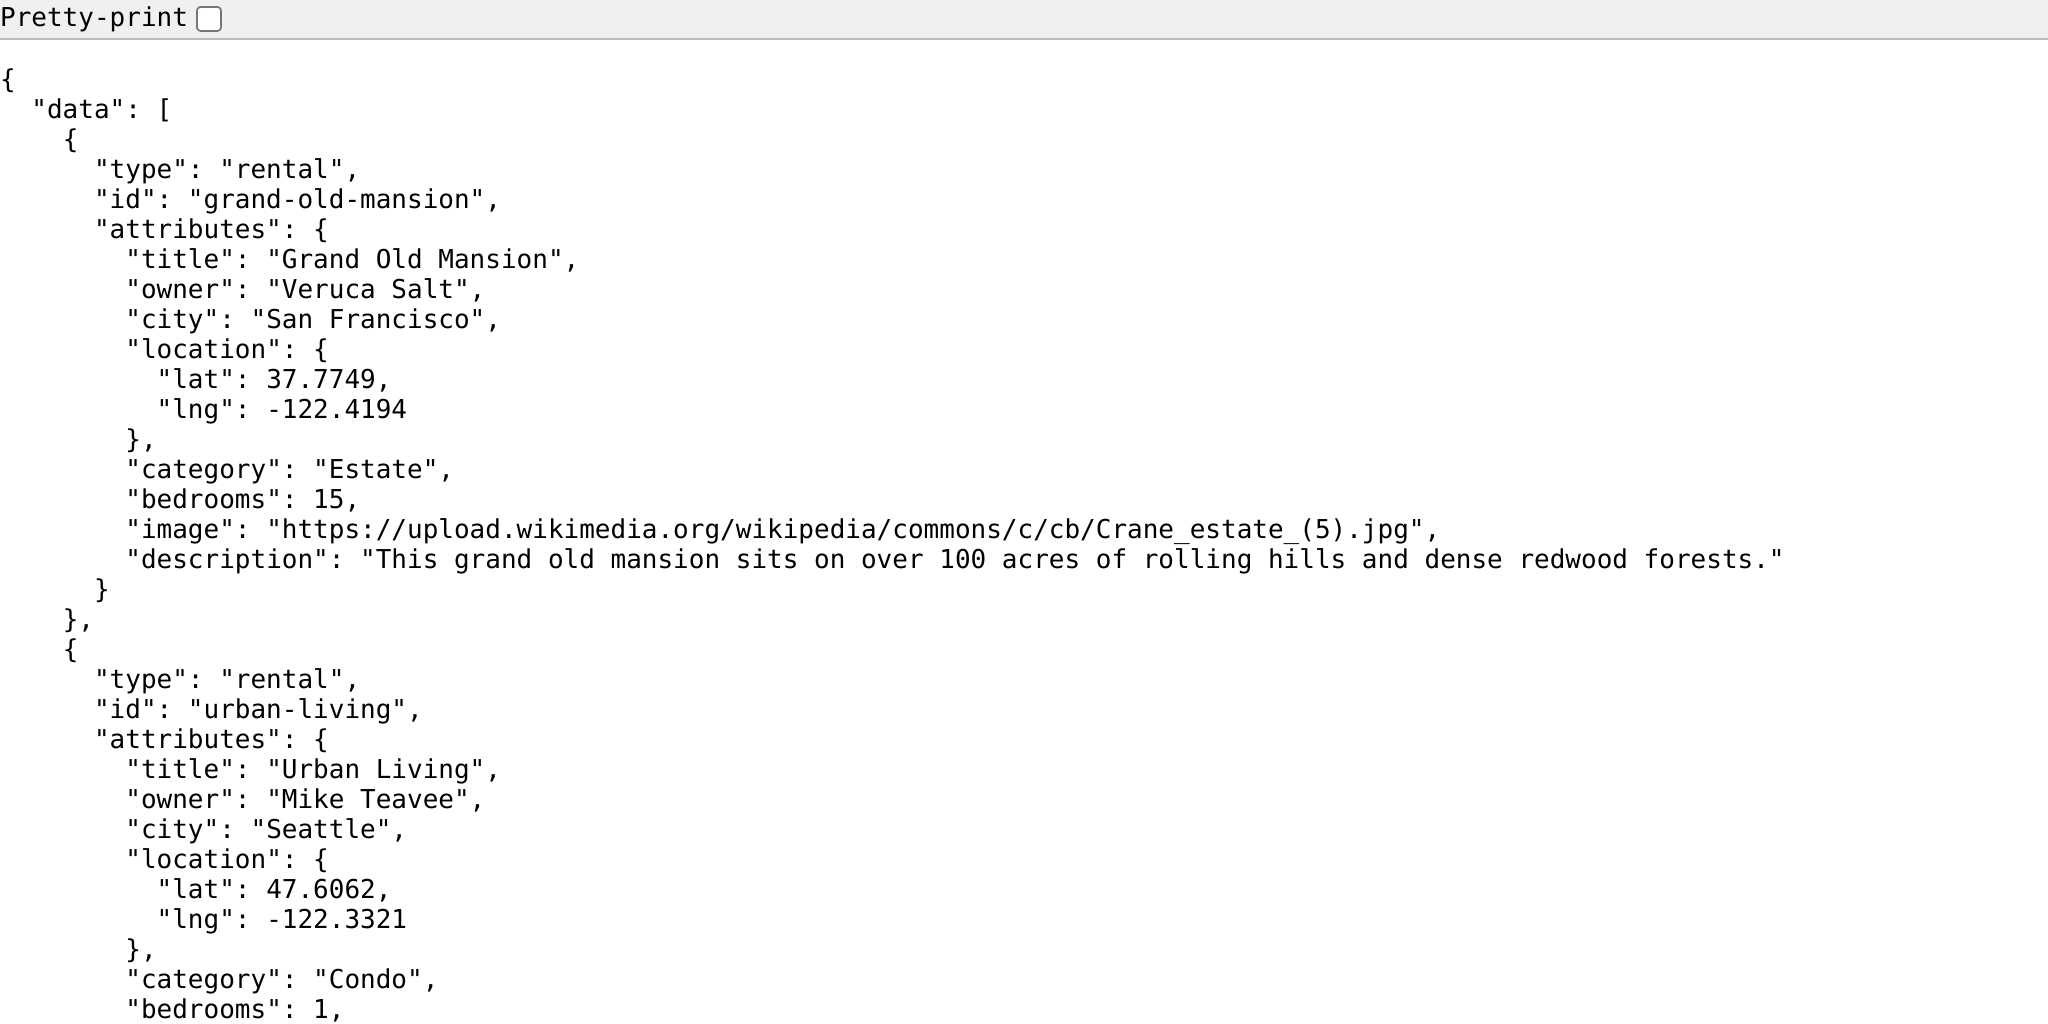 Pretty-print
{
  "data": [
    {
      "type": "rental",
      "id": "grand-old-mansion",
      "attributes": {
        "title": "Grand Old Mansion",
        "owner": "Veruca Salt",
        "city": "San Francisco",
        "location": {
          "lat": 37.7749,
          "lng": -122.4194
        },
        "category": "Estate",
        "bedrooms": 15,
        "image": "https://upload.wikimedia.org/wikipedia/commons/c/cb/Crane_estate_(5).jpg",
        "description": "This grand old mansion sits on over 100 acres of rolling hills and dense redwood forests."
      }
    },
    {
      "type": "rental",
      "id": "urban-living",
      "attributes": {
        "title": "Urban Living",
        "owner": "Mike Teavee",
        "city": "Seattle",
        "location": {
          "lat": 47.6062,
          "lng": -122.3321
        },
        "category": "Condo",
        "bedrooms": 1,